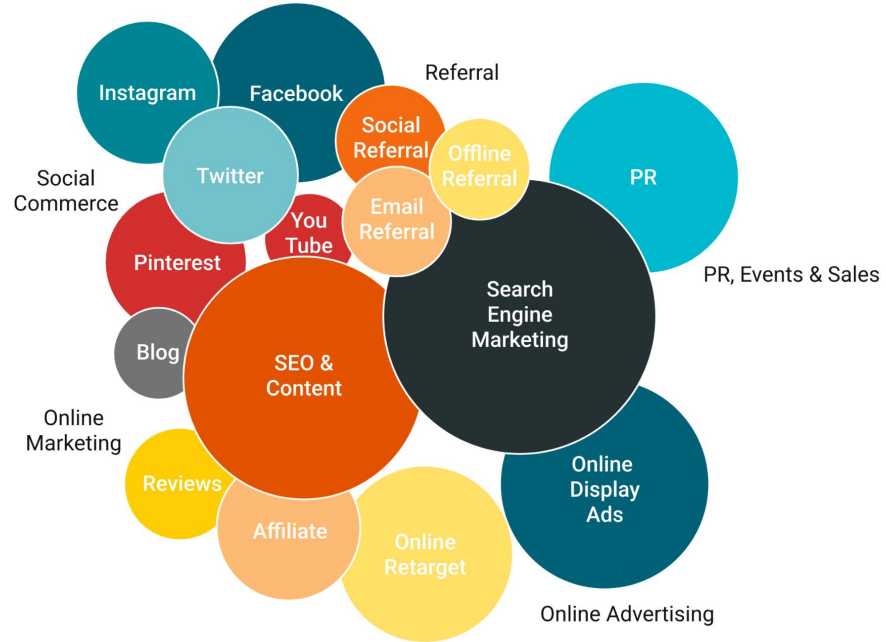 Instagram
Facebook
Referral
Social
Referral
Offline
Referral
Twitter
PR
Social
Commerce
Email
Referral
You
Tube
Pinterest
PR, Events & Sales
Search
Engine
Marketing
Blog
SEO &
Content
Online
Marketing
Reviews
Online
Display
Ads
Affiliate
Online
Retarget
Online Advertising